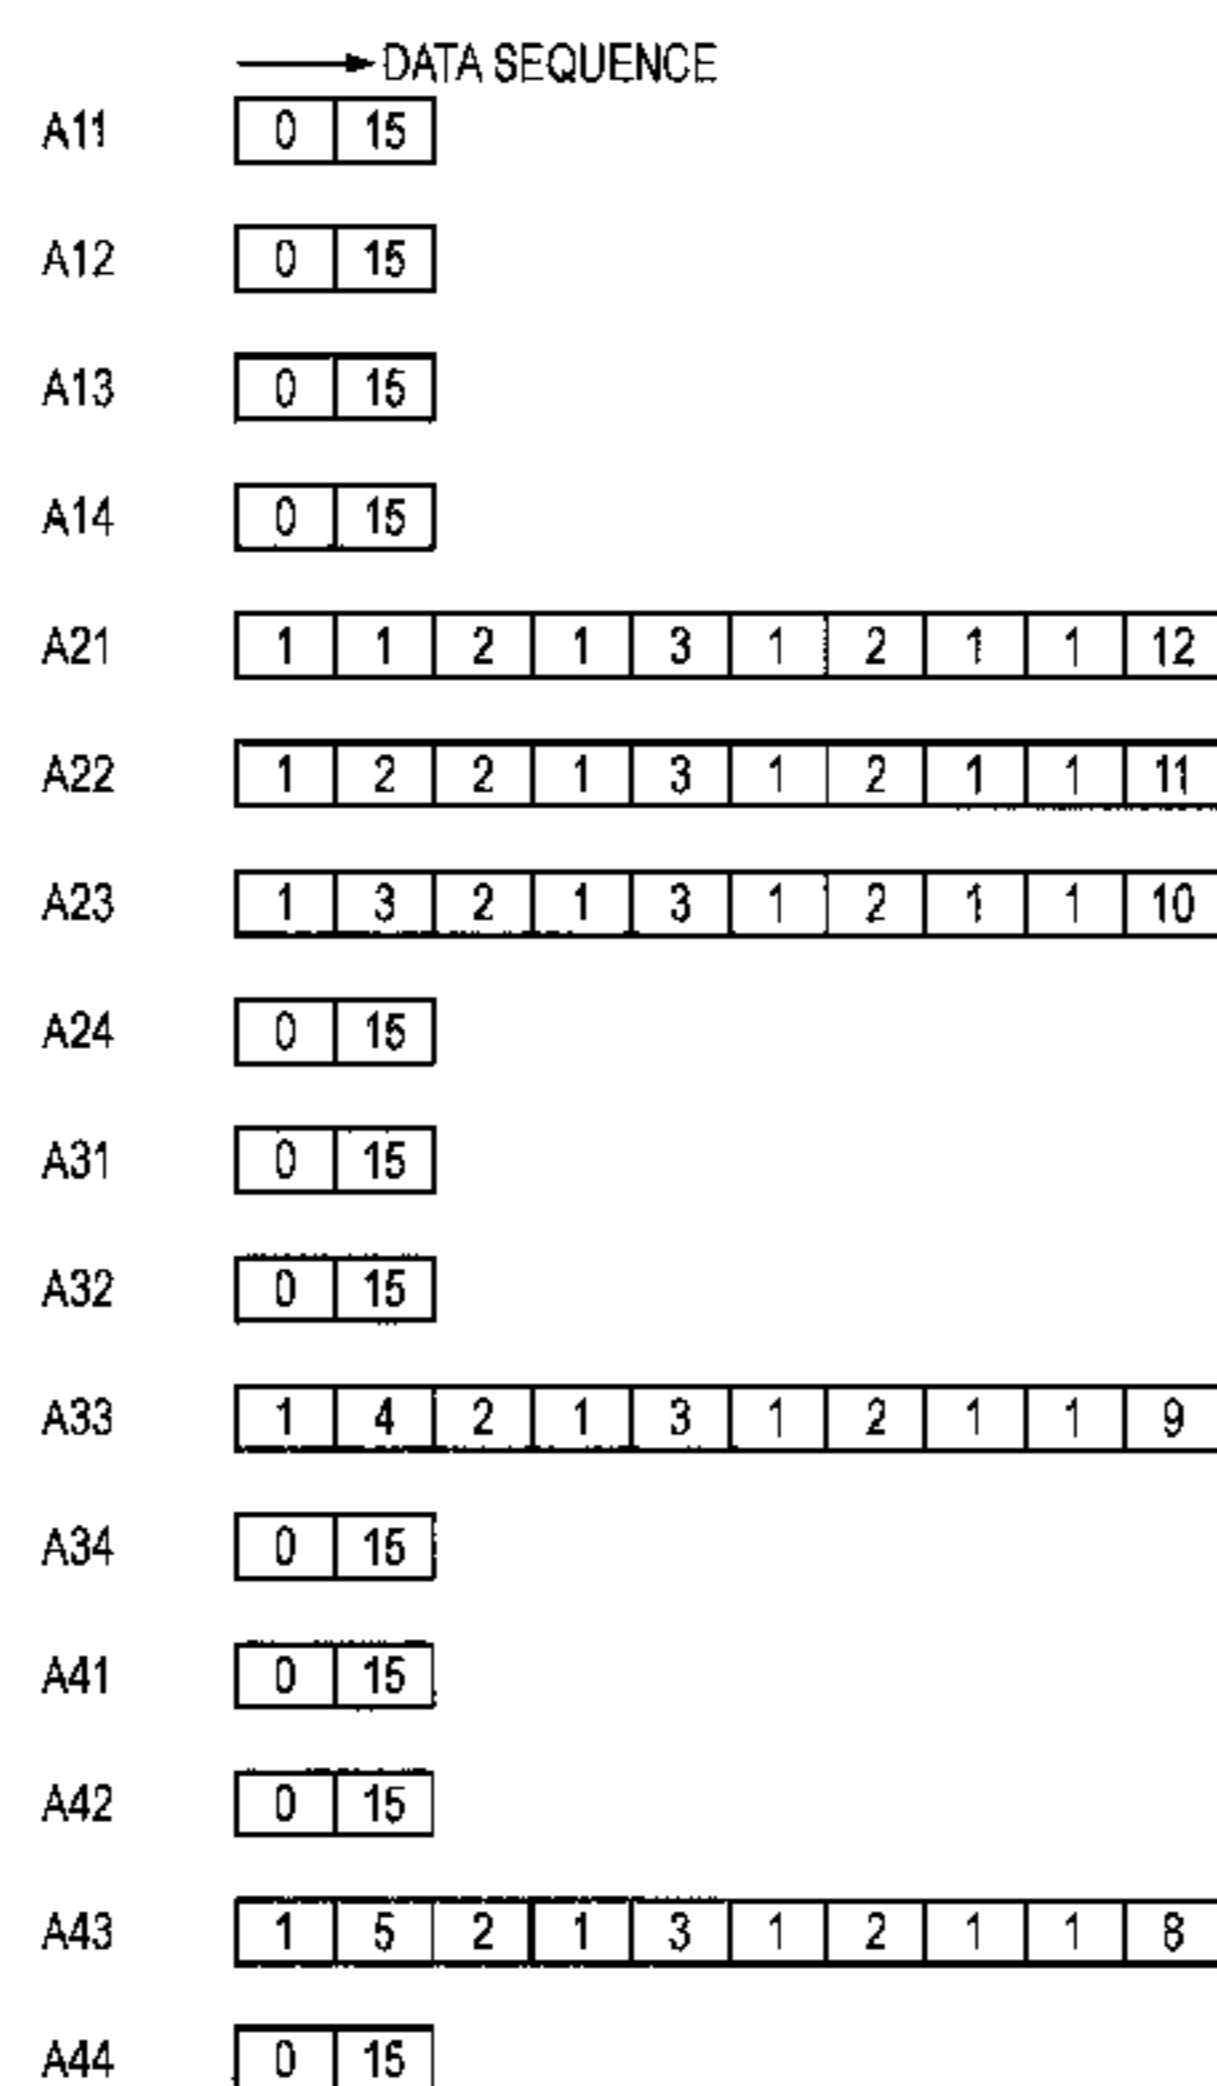 DATA SEQUENCE
A11 0 15
A12 0 15
A13 0 15
A14 0 15
A21 1 1 2 1 3 1 2 1 1 12
A22 1 2 2 1 3 1 2 1 1 11
A23 1 3 2 1 3 1 2 1 1 10
A24 0 15
A31 0 15
A32 0 15
A33 1 4 2 1 3 1 2 1 1 9
A34 0 15
A41 0 15
A42 0 15
A43 1 5 2 1 3 1 2 1 1 8
A44 0 15